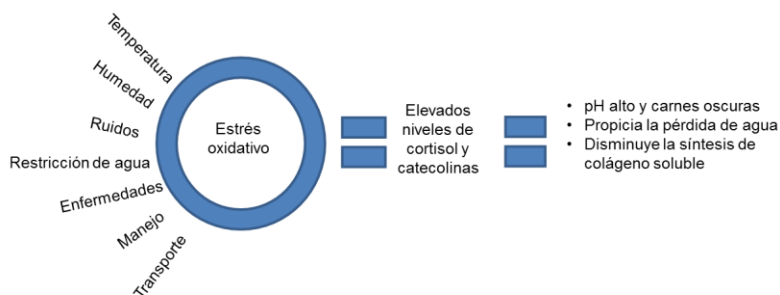 Temperatura
Humedad
Ruidos
Restricción de agua
Enfermedades
Manejo
Transporte
Estrés
oxidativo
Elevados
niveles de
cortisol y
catecolinas
• pH alto y carnes oscuras
• Propicia la pérdida de agua
• Disminuye la síntesis de
colágeno soluble